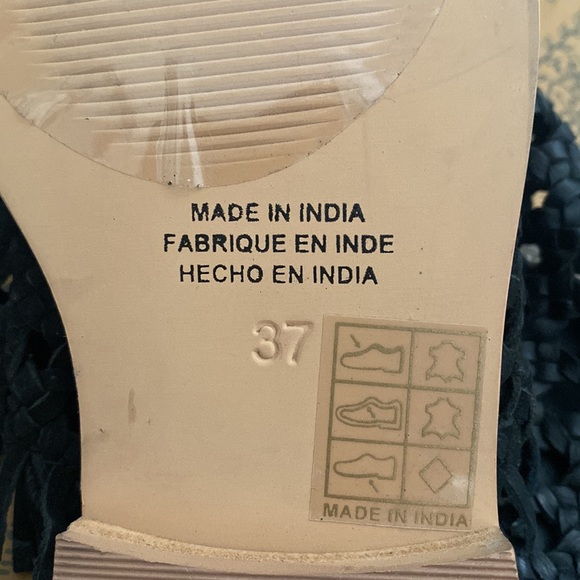 MADE IN INDIA
FABRIQUE EN INDE
HECHO EN INDIA
37
MADE IN INDIA